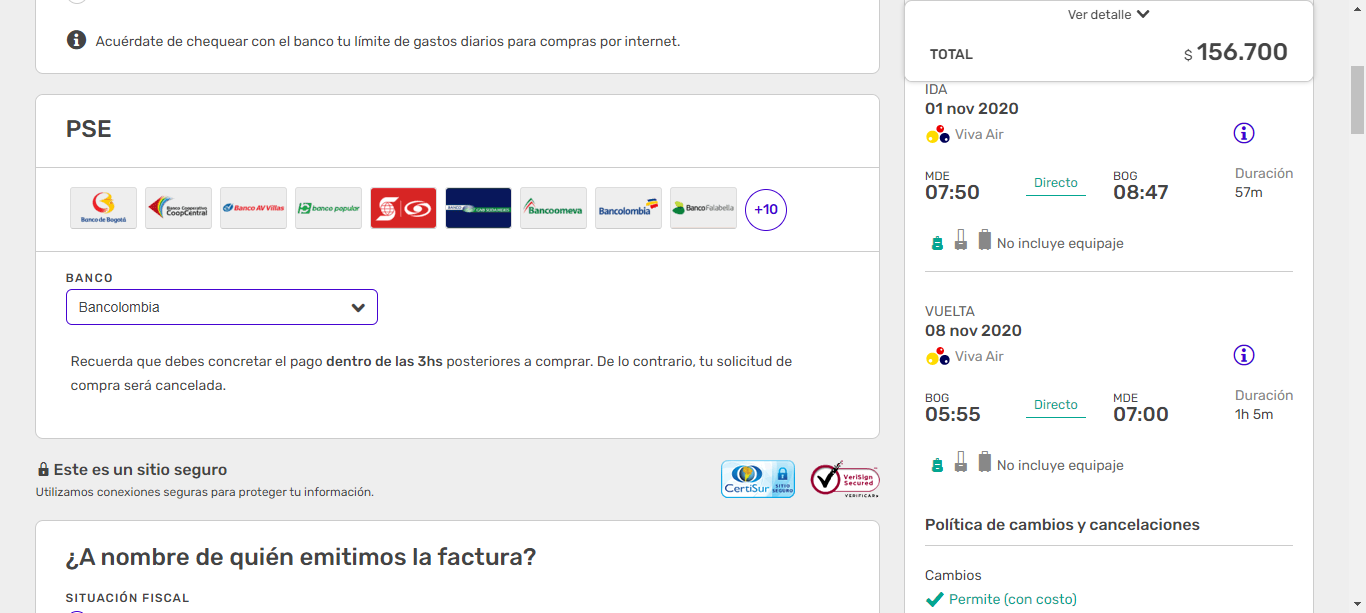 Acuérdate de chequear con el banco tu límite de gastos diarios para compras por internet.
PSE
Banco de Bogotá
Banco Cooperativo
CoopCentral
Banco AV Villas
banco popular
Bancoomeva
Bancolombia
Banco Falabella
+10
BANCO
Bancolombia
Recuerda que debes concretar el pago dentro de las 3hs posteriores a comprar. De lo contrario, tu solicitud de
compra será cancelada.
Este es un sitio seguro
Utilizamos conexiones seguras para proteger tu información.
CertiSur
SITIO
SEGURO
VeriSign
Secured
VERIFICAR
¿A nombre de quién emitimos la factura?
SITUACIÓN FISCAL
Ver detalle
TOTAL $ 156.700
IDA
01 nov 2020
Viva Air
MDE
07:50
Directo
BOG
08:47
Duración
57m
No incluye equipaje
VUELTA
08 nov 2020
Viva Air
BOG
05:55
Directo
MDE
07:00
Duración
1h 5m
No incluye equipaje
Política de cambios y cancelaciones
Cambios
Permite (con costo)